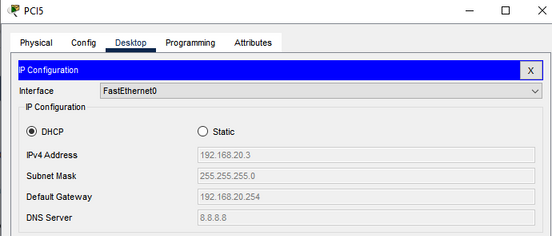 PCI5
Physical Config Desktop Programming Attributes
IP Configuration X
Interface FastEthernet0
IP Configuration
DHCP Static
IPv4 Address 192.168.20.3
Subnet Mask 255.255.255.0
Default Gateway 192.168.20.254
DNS Server 8.8.8.8